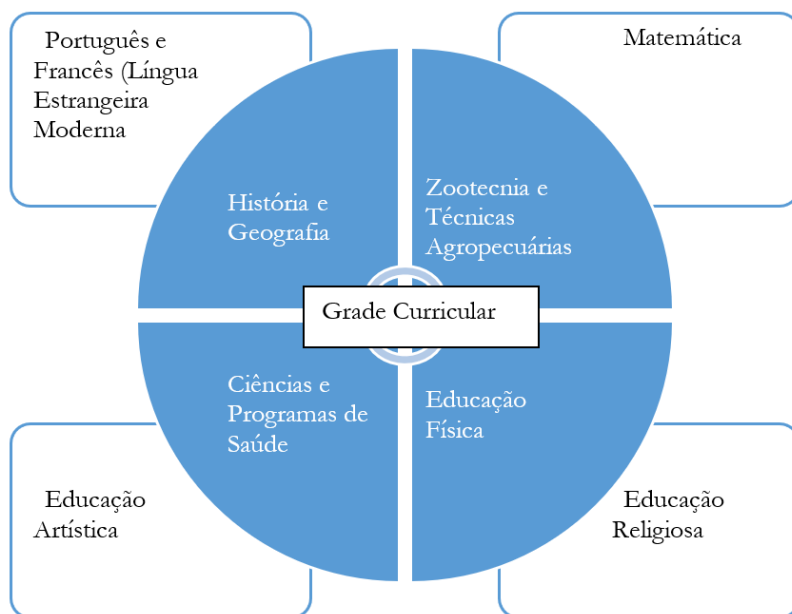 Português e
Francês (Língua
Estrangeira
Moderna
Matemática
História e
Geografia
Zootecnia e
Técnicas
Agropecuárias
Grade Curricular
Ciências e
Programas de
Saúde
Educação
Física
Educação
Artística
Educação
Religiosa